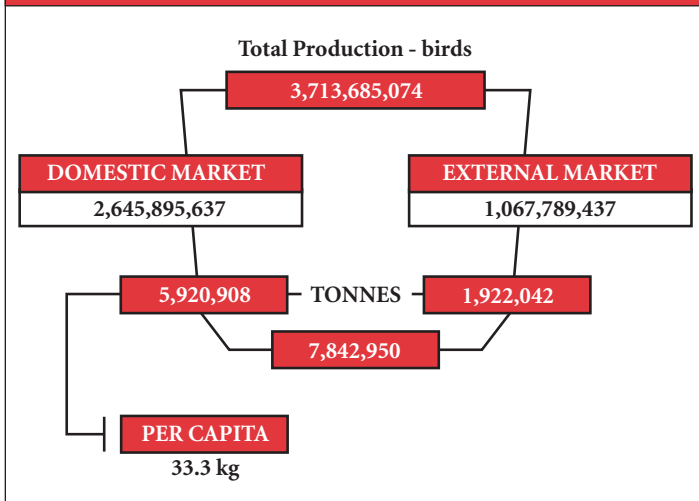 Total Production - birds
3,713,685,074
DOMESTIC MARKET
2,645,895,637
EXTERNAL MARKET
1,067,789,437
5,920,908
TONNES
1,922,042
7,842,950
PER CAPITA
33.3 kg